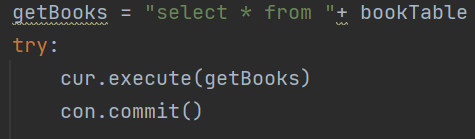 getBooks = "select * from "+ bookTable
try:
    cur.execute(getBooks)
    con.commit()